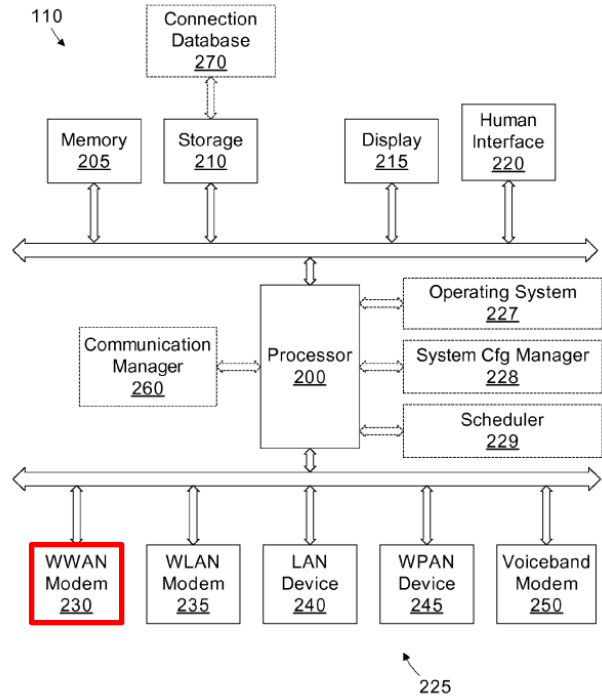 110
Connection
Database
270
Memory
205
Storage
210
Display
215
Human
Interface
220
Communication
Manager
260
Processor
200
Operating System
227
System Cfg Manager
228
Scheduler
229
WWAN
Modem
230
WLAN
Modem
235
LAN
Device
240
WPAN
Device
245
Voiceband
Modem
250
225